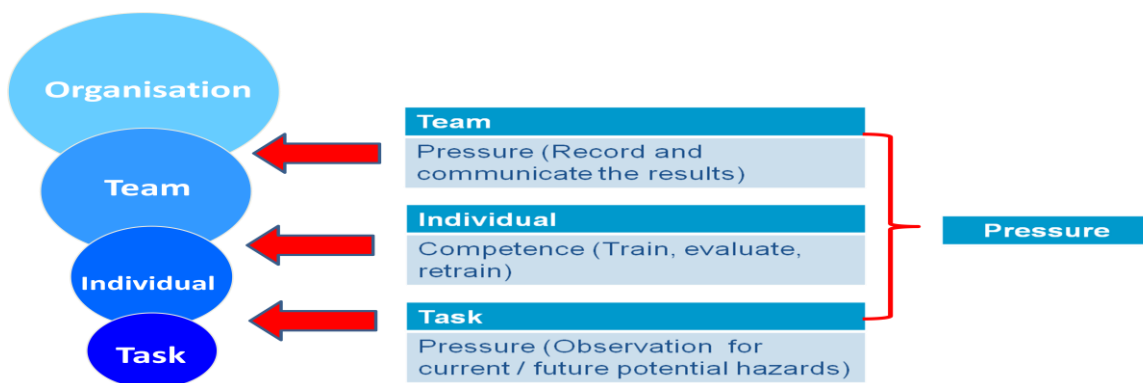 Organisation
Team
Individual
Task
Team
Pressure (Record and
communicate the results)
Individual
Competence (Train, evaluate,
retrain)
Task
Pressure (Observation for
current / future potential hazards)
Pressure